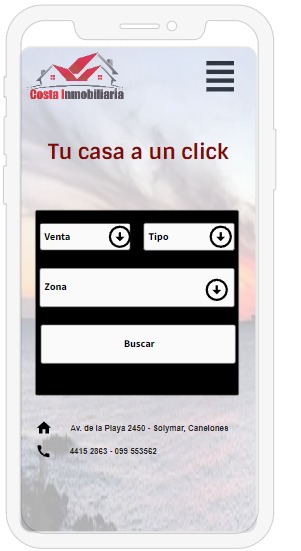 Costa Inmobiliaria
Tu casa a un click
Venta
Tipo
Zona
Buscar
Av. de la Playa 2450 - Solymar, Canelones
4415 2863 - 099 553562